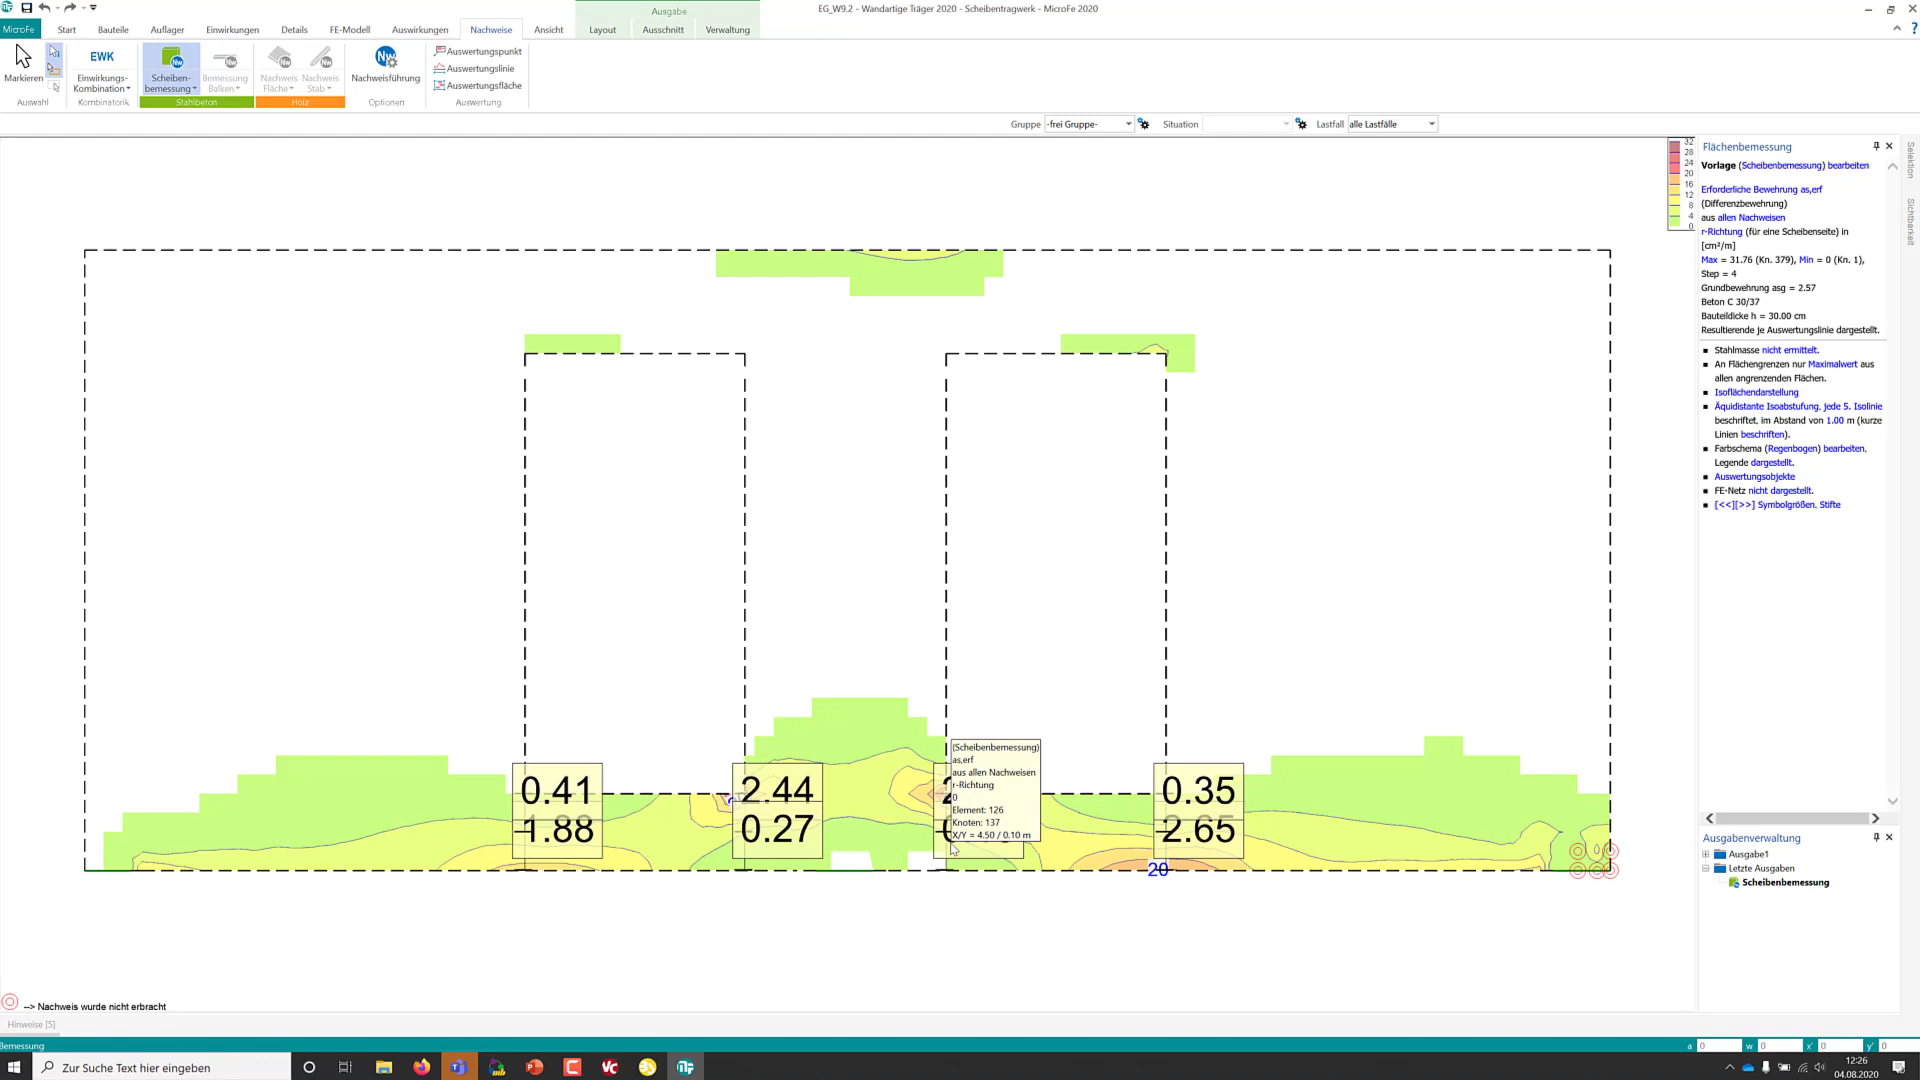 Ausgabe
EG_W9.2 - Wandartige Träger 2020 - Scheibentragwerk - MicroFe 2020
MicroFe
Start
Bauteile
Auflager
Einwirkungen
Details
FE-Modell
Auswirkungen
Nachweise
Ansicht
Layout
Ausschnitt
Verwaltung
Markieren
EWK
Einwirkungs-
Kombination
Scheiben-
bemessung
Bemessung
Balken
Nachweis
Fläche
Nachweis
Stab
Nachweisführung
Auswertungspunkt
Auswertungslinie
Auswertungsfläche
Auswahl
Kombinatorik
Stahlbeton
Holz
Optionen
Auswertung
Gruppe -frei Gruppe-
Situation
Lastfall alle Lastfälle
32
28
24
20
16
12
8
4
0
Flächenbemessung
Vorlage (Scheibenbemessung) bearbeiten
Erforderliche Bewehrung as,erf
(Differenzbewehrung)
aus allen Nachweisen
r-Richtung (für eine Scheibenseite) in
[cm²/m]
Max = 31.76 (Kn. 379), Min = 0 (Kn. 1),
Step = 4
Grundbewehrung asg = 2.57
Beton C 30/37
Bauteildicke h = 30.00 cm
Resultierende je Auswertungslinie dargestellt.
Stahlmasse nicht ermittelt.
An Flächengrenzen nur Maximalwert aus
allen angrenzenden Flächen.
Isoflächendarstellung
Äquidistante Isoabstufung, jede 5. Isolinie
beschriftet, im Abstand von 1.00 m (kurze
Linien beschriften).
Farbschema (Regenbogen) bearbeiten,
Legende dargestellt.
Auswertungsobjekte
FE-Netz nicht dargestellt.
[<<][>>] Symbolgrößen, Stifte
Selektion
Sichtbarkeit
(Scheibenbemessung)
as,erf
aus allen Nachweisen
r-Richtung
0
Element: 126
Knoten: 137
X/Y = 4.50 / 0.10 m
0.41
1.88
2.44
0.27
0.35
2.65
20
Ausgabenverwaltung
Ausgabe1
Letzte Ausgaben
Scheibenbemessung
--> Nachweis wurde nicht erbracht
Hinweise [5]
Bemessung
a 0
w 0
x' 0
y' 0
Zur Suche Text hier eingeben
12:26
04.08.2020